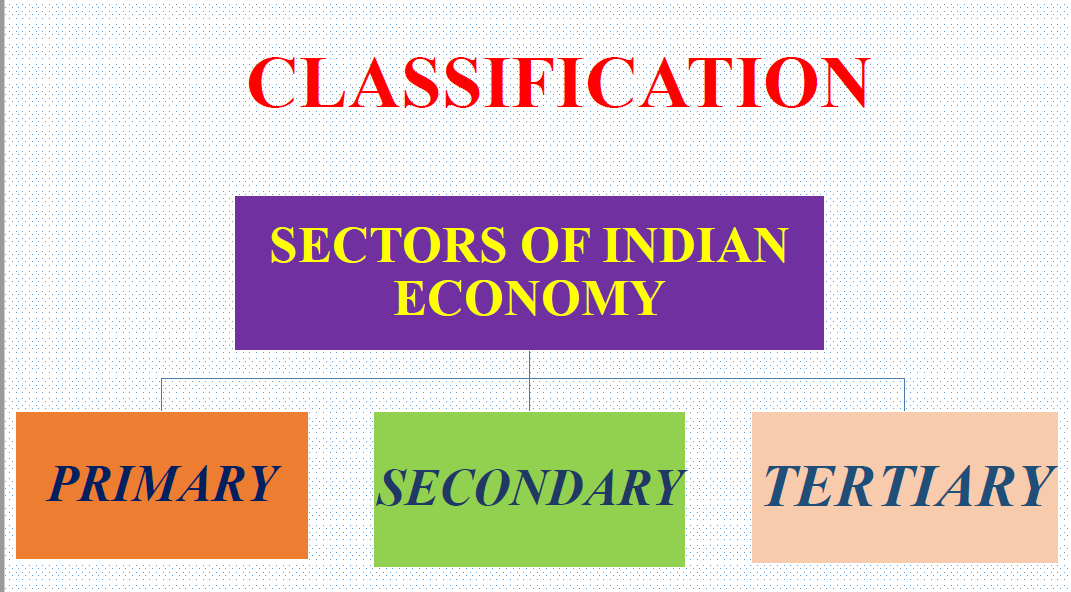 CLASSIFICATION
SECTORS OF INDIAN
ECONOMY
PRIMARY
SECONDARY
TERTIARY